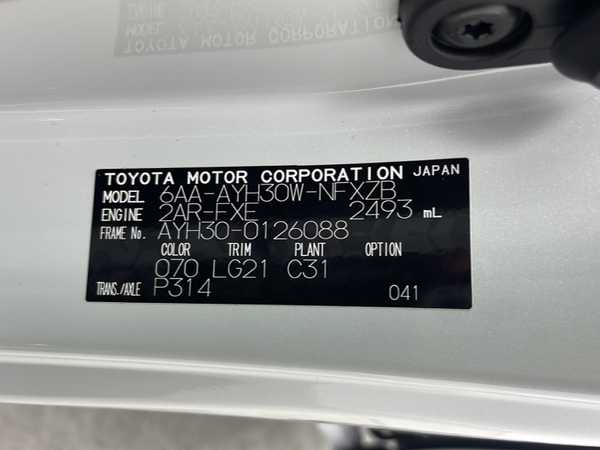 TOYOTA MOTOR CORPORATION JAPAN
MODEL 6AA-AYH30W-NFXZB
ENGINE 2AR-FXE 2493 mL
FRAME No. AYH30-0126088
COLOR TRIM PLANT OPTION
070 LG21 C31
TRANS./AXLE P314 041